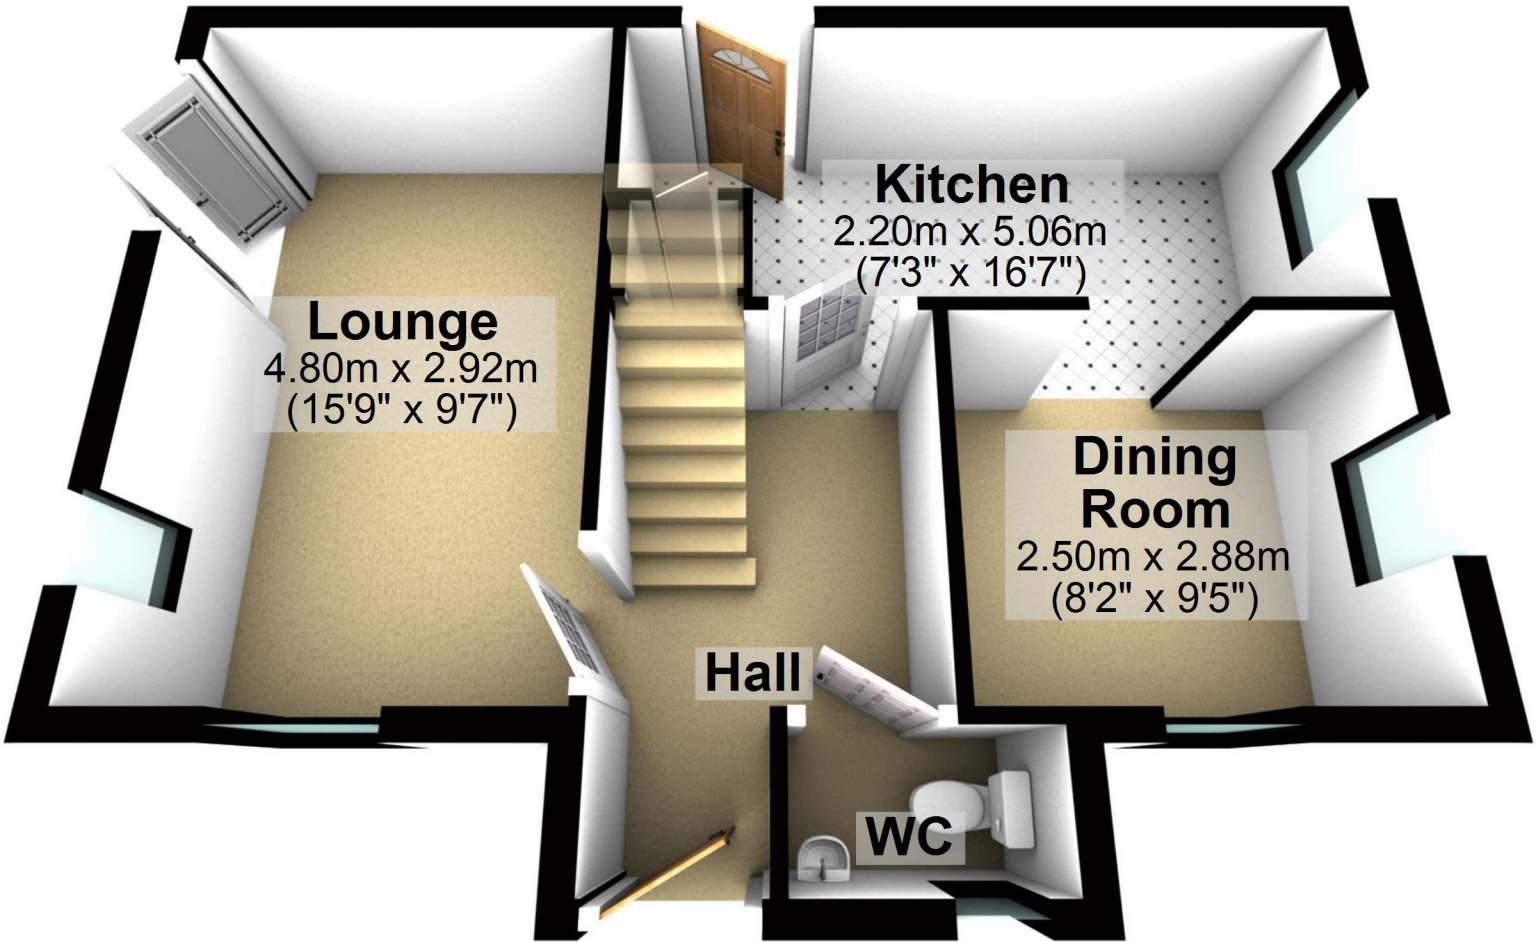 Kitchen
2.20m x 5.06m
(7'3" x 16'7")
Lounge
4.80m x 2.92m
(15'9" x 9'7")
Dining
Room
2.50m x 2.88m
(8'2" x 9'5")
Hall
WC